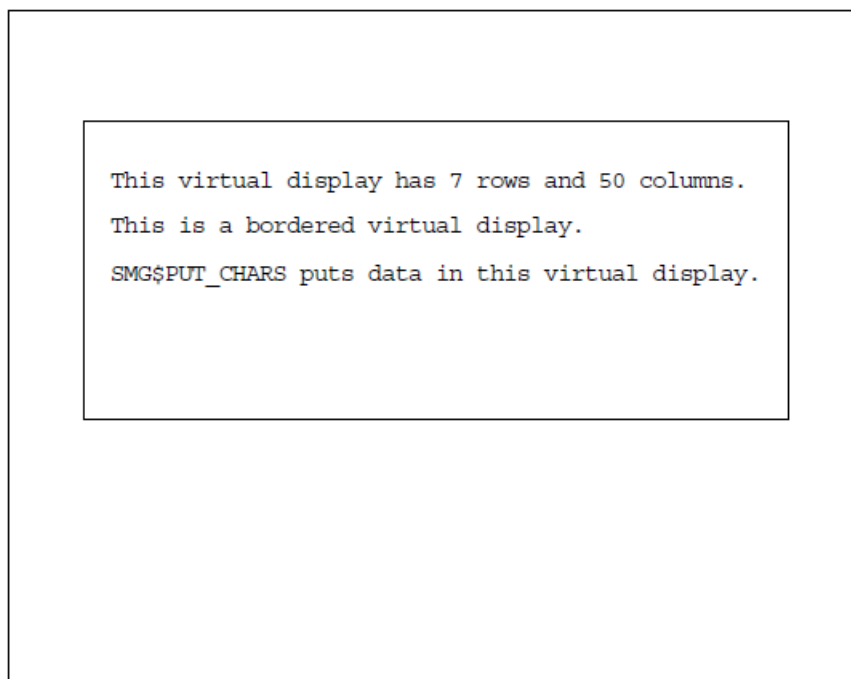 This virtual display has 7 rows and 50 columns.
This is a bordered virtual display.
SMG$PUT_CHARS puts data in this virtual display.